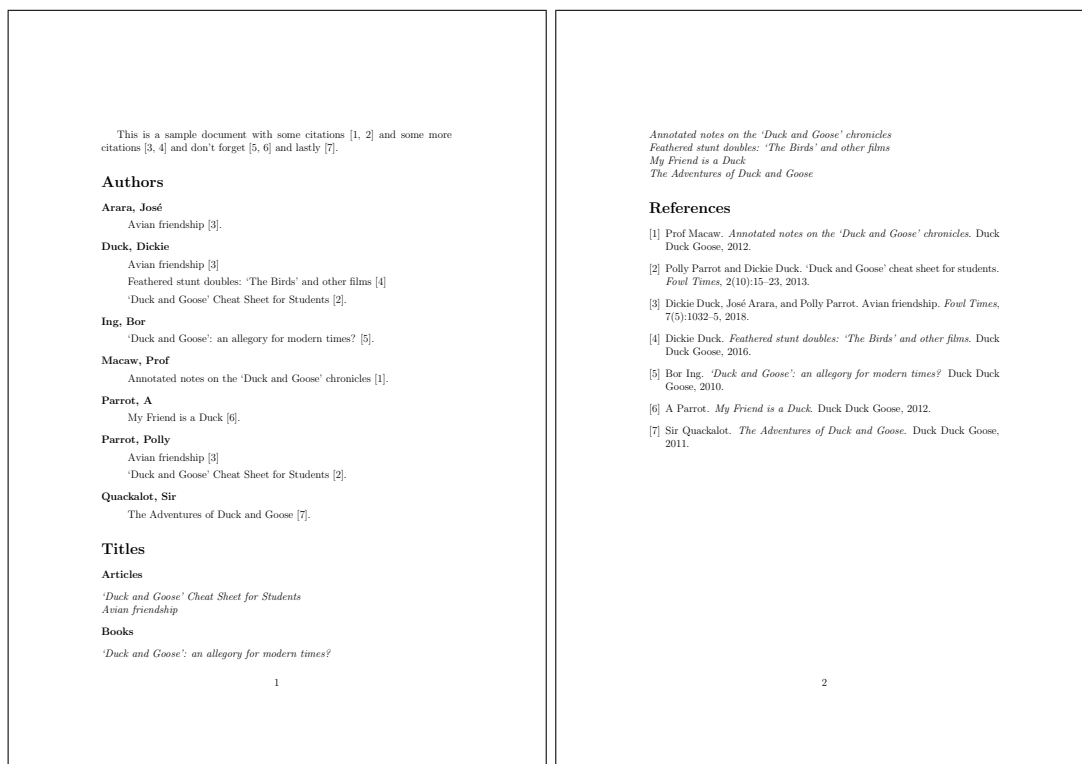 This is a sample document with some citations [1, 2] and some more
citations [3, 4] and don't forget [5, 6] and lastly [7].
Authors
Arara, José
Avian friendship [3].
Duck, Dickie
Avian friendship [3]
Feathered stunt doubles: ‘The Birds’ and other films [4]
‘Duck and Goose’ Cheat Sheet for Students [2].
Ing, Bor
‘Duck and Goose’: an allegory for modern times? [5].
Macaw, Prof
Annotated notes on the ‘Duck and Goose’ chronicles [1].
Parrot, A
My Friend is a Duck [6].
Parrot, Polly
Avian friendship [3]
‘Duck and Goose’ Cheat Sheet for Students [2].
Quackalot, Sir
The Adventures of Duck and Goose [7].
Titles
Articles
‘Duck and Goose’ Cheat Sheet for Students
Avian friendship
Books
‘Duck and Goose’: an allegory for modern times?
1
Annotated notes on the ‘Duck and Goose’ chronicles
Feathered stunt doubles: ‘The Birds’ and other films
My Friend is a Duck
The Adventures of Duck and Goose
References
[1] Prof Macaw. Annotated notes on the ‘Duck and Goose’ chronicles. Duck
Duck Goose, 2012.
[2] Polly Parrot and Dickie Duck. ‘Duck and Goose’ cheat sheet for students.
Fowl Times, 2(10):15–23, 2013.
[3] Dickie Duck, José Arara, and Polly Parrot. Avian friendship. Fowl Times,
7(5):1032–5, 2018.
[4] Dickie Duck. Feathered stunt doubles: ‘The Birds’ and other films. Duck
Duck Goose, 2016.
[5] Bor Ing. ‘Duck and Goose’: an allegory for modern times? Duck Duck
Goose, 2010.
[6] A Parrot. My Friend is a Duck. Duck Duck Goose, 2012.
[7] Sir Quackalot. The Adventures of Duck and Goose. Duck Duck Goose,
2011.
2